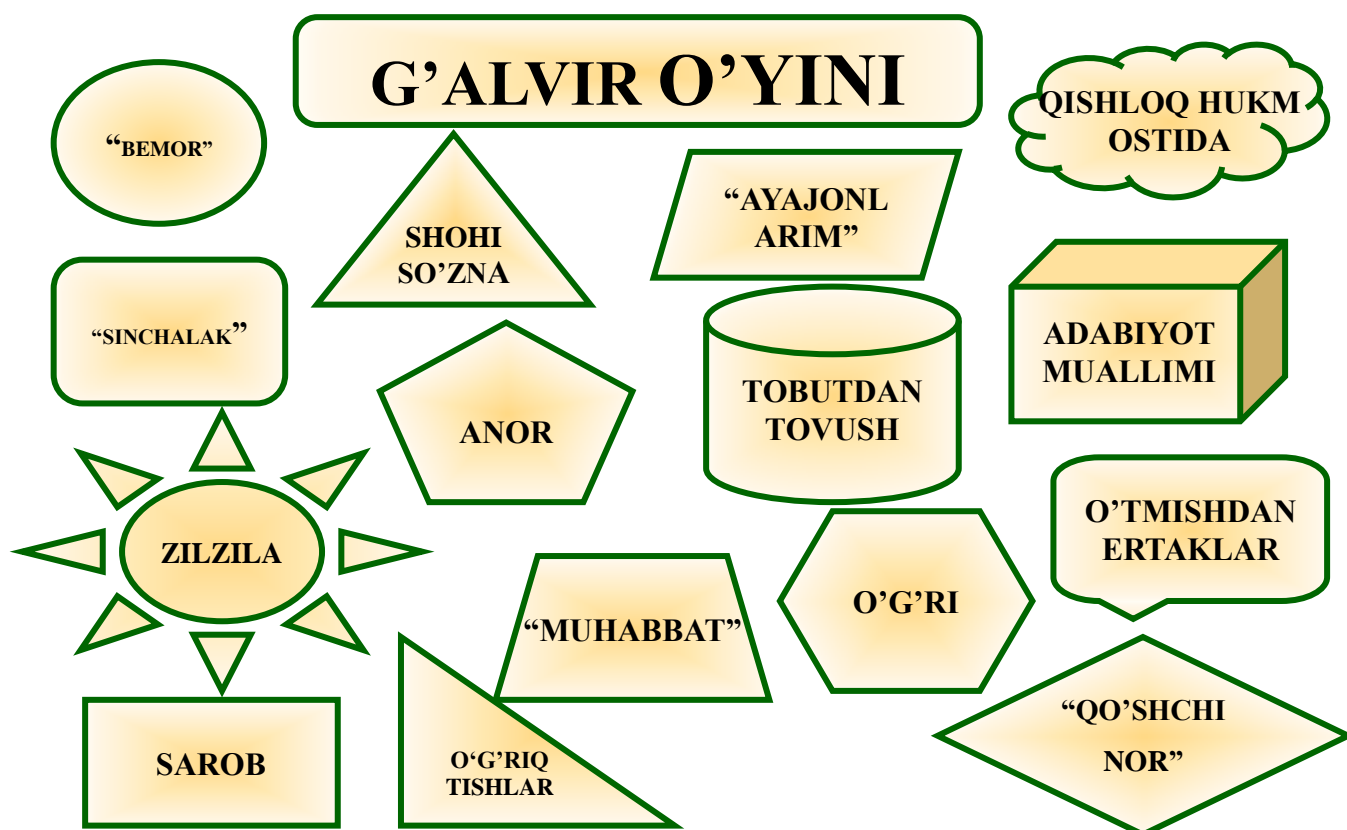 G’ALVIR O’YINI
“BEMOR”
SHOHI
SO’ZNA
“AYAJONL
ARIM”
QISHLOQ HUKM
OSTIDA
“SINCHALAK”
ANOR
TOBUTDAN
TOVUSH
ADABIYOT
MUALLIMI
ZILZILA
“MUHABBAT”
O’G’RI
O’TMISHDAN
ERTAKLAR
SAROB
O‘G’RIQ
TISHLAR
“QO’SHCHI
NOR”